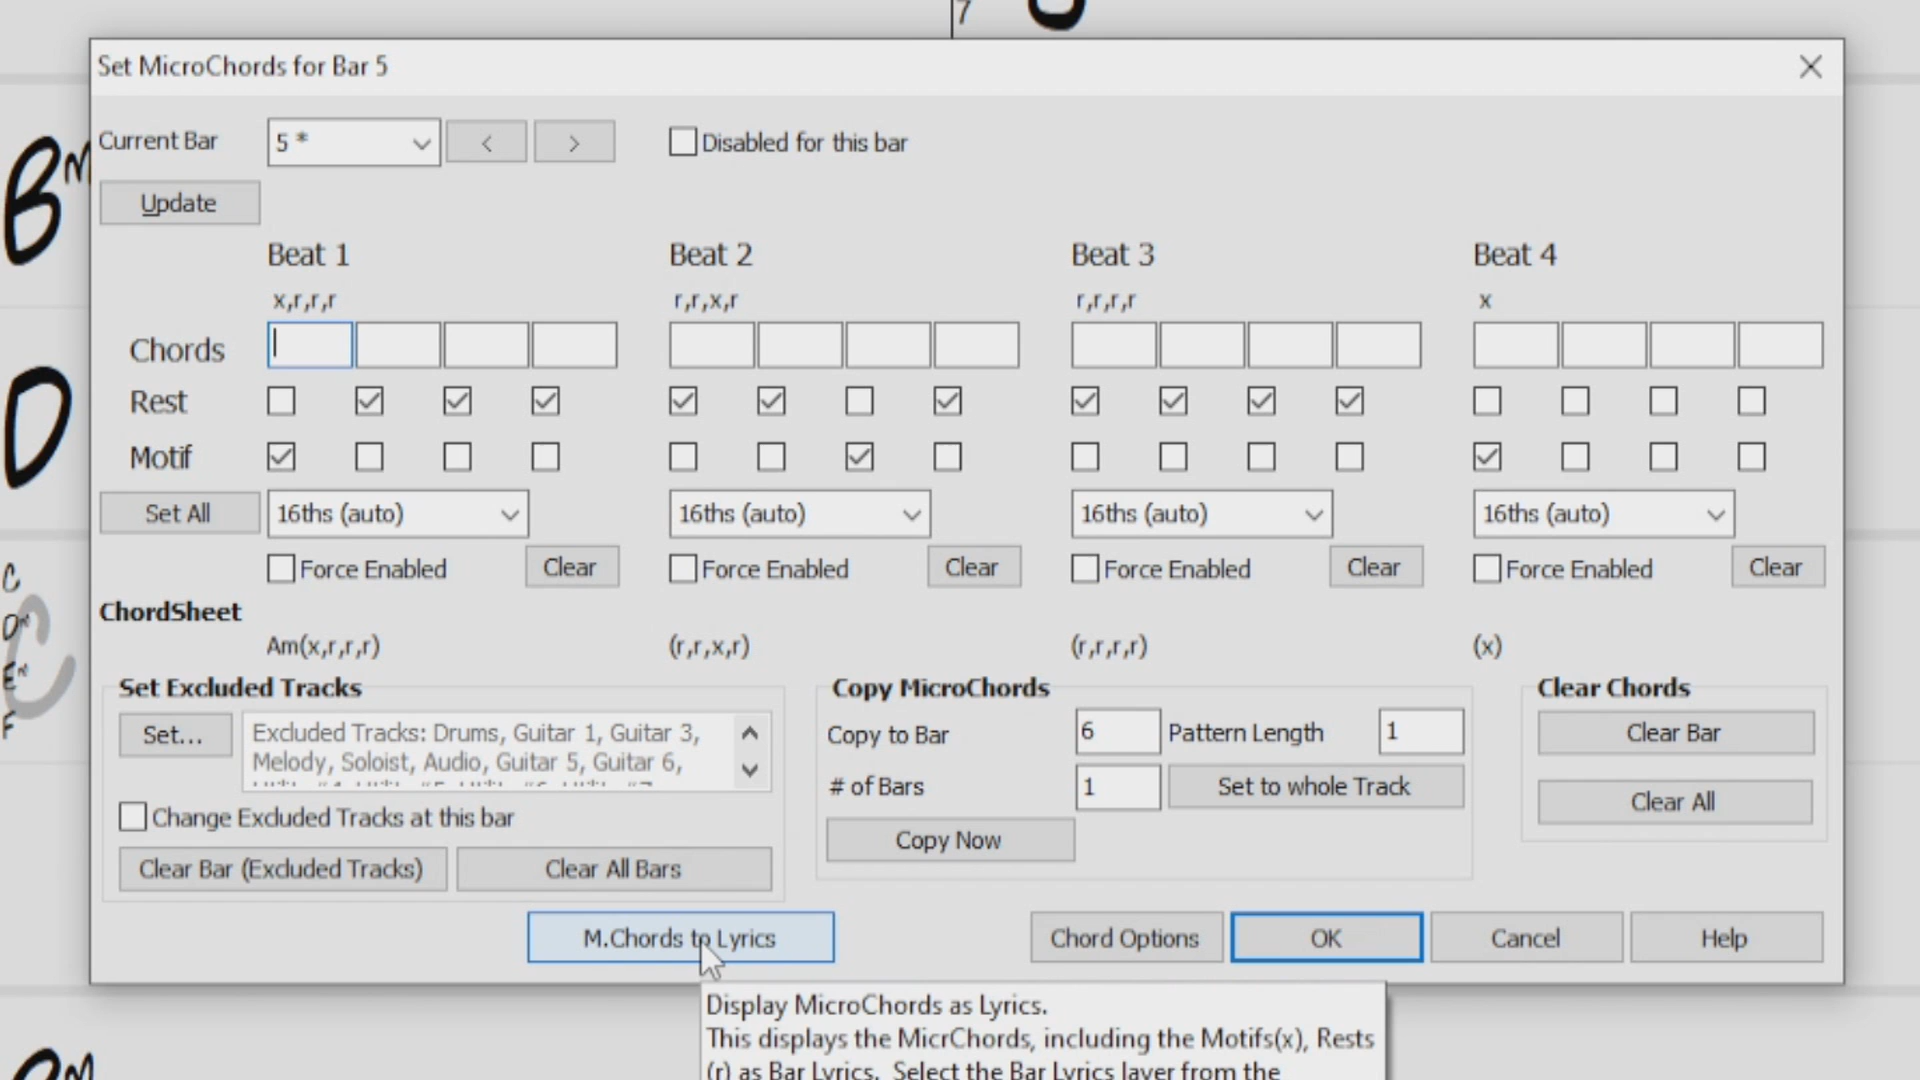 7
Set MicroChords for Bar 5
Current Bar 5 * < > Disabled for this bar
Update
Beat 1 Beat 2 Beat 3 Beat 4
x,r,r,r r,r,x,r r,r,r,r x
Chords
Rest
Motif
Set All 16ths (auto) 16ths (auto) 16ths (auto) 16ths (auto)
Force Enabled Clear Force Enabled Clear Force Enabled Clear Force Enabled Clear
ChordSheet
Am(x,r,r,r) (r,r,x,r) (r,r,r,r) (x)
Set Excluded Tracks Copy MicroChords Clear Chords
Set... Excluded Tracks: Drums, Guitar 1, Guitar 3,
Melody, Soloist, Audio, Guitar 5, Guitar 6,
Copy to Bar 6 Pattern Length 1 Clear Bar
# of Bars 1 Set to whole Track Clear All
Change Excluded Tracks at this bar
Copy Now
Clear Bar (Excluded Tracks) Clear All Bars
M.Chords to Lyrics Chord Options OK Cancel Help
Display MicroChords as Lyrics.
This displays the MicrChords, including the Motifs(x), Rests
(r) as Bar Lyrics. Select the Bar Lyrics layer from the
B
D
C
C
F